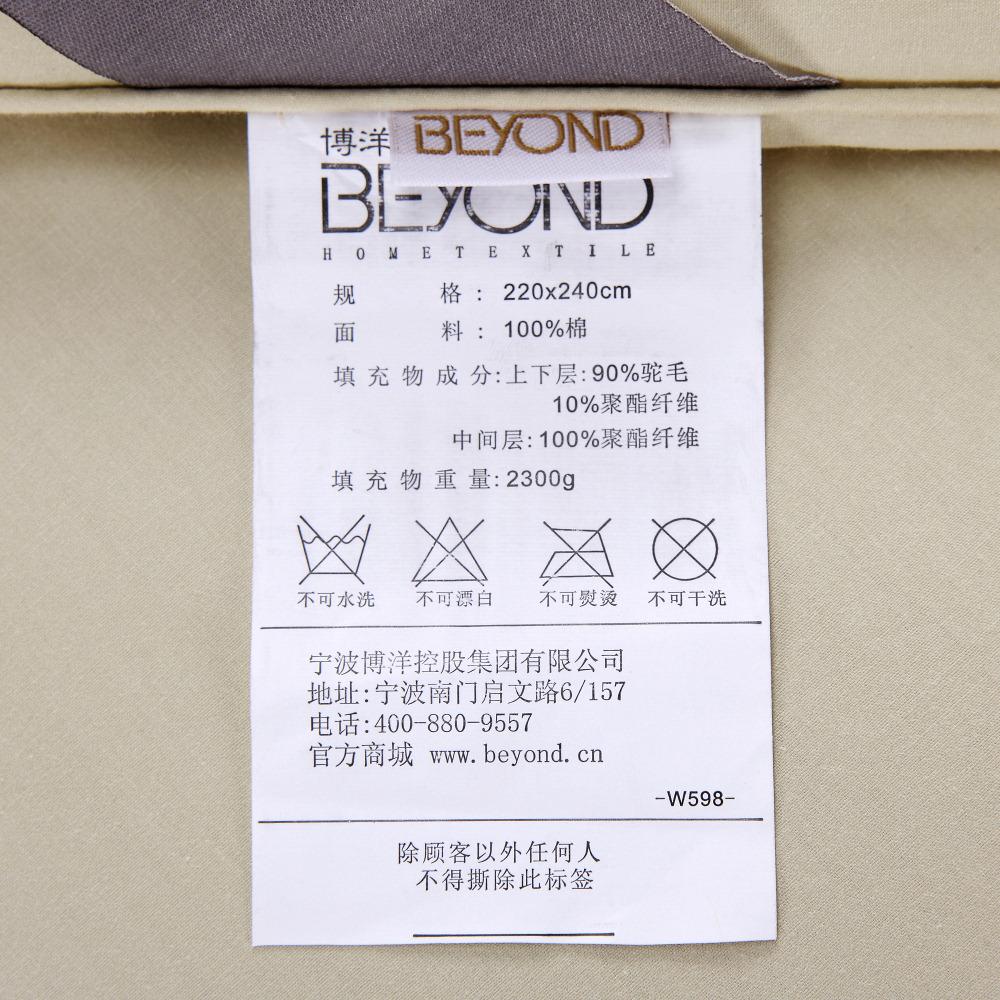 BEYOND
博洋
BEYOND
HOMETEXTILE
规 格: 220x240cm
面 料: 100%棉
填充物成分:上下层:90%驼毛
10%聚酯纤维
中间层:100%聚酯纤维
填充物重量:2300g
不可水洗 不可漂白 不可熨烫 不可干洗
宁波博洋控股集团有限公司
地址:宁波南门启文路6/157
电话:400-880-9557
官方商城 www.beyond.cn
-W598-
除顾客以外任何人
不得撕除此标签